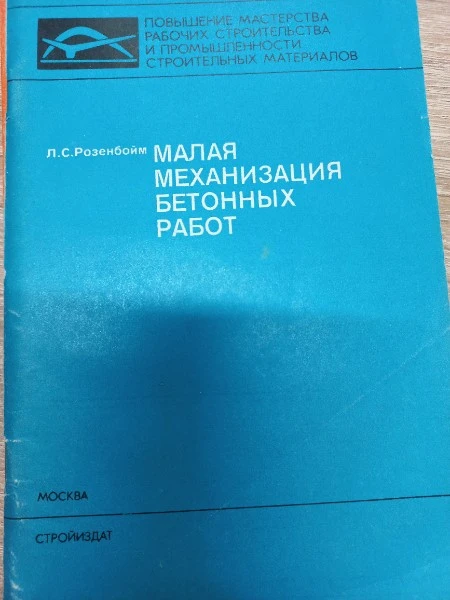 ПОВЫШЕНИЕ МАСТЕРСТВА
РАБОЧИХ СТРОИТЕЛЬСТВА
И ПРОМЫШЛЕННОСТИ
СТРОИТЕЛЬНЫХ МАТЕРИАЛОВ
Л.С.Розенбойм МАЛАЯ
МЕХАНИЗАЦИЯ
БЕТОННЫХ
РАБОТ
МОСКВА
СТРОЙИЗДАТ